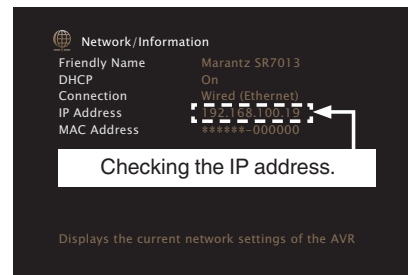 Network/Information
Friendly Name Marantz SR7013
DHCP On
Connection Wired (Ethernet)
IP Address 192.168.100.19
MAC Address ******-000000
Checking the IP address.
Displays the current network settings of the AVR